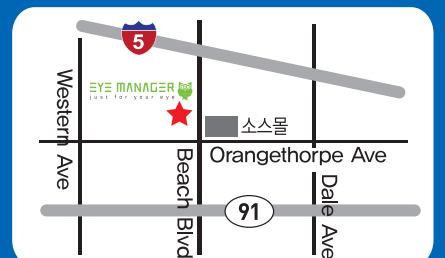 5
Western Ave
EYE MANAGER
just for your eye
소스몰
Beach Blvd
Orangethorpe Ave
Dale Ave
91